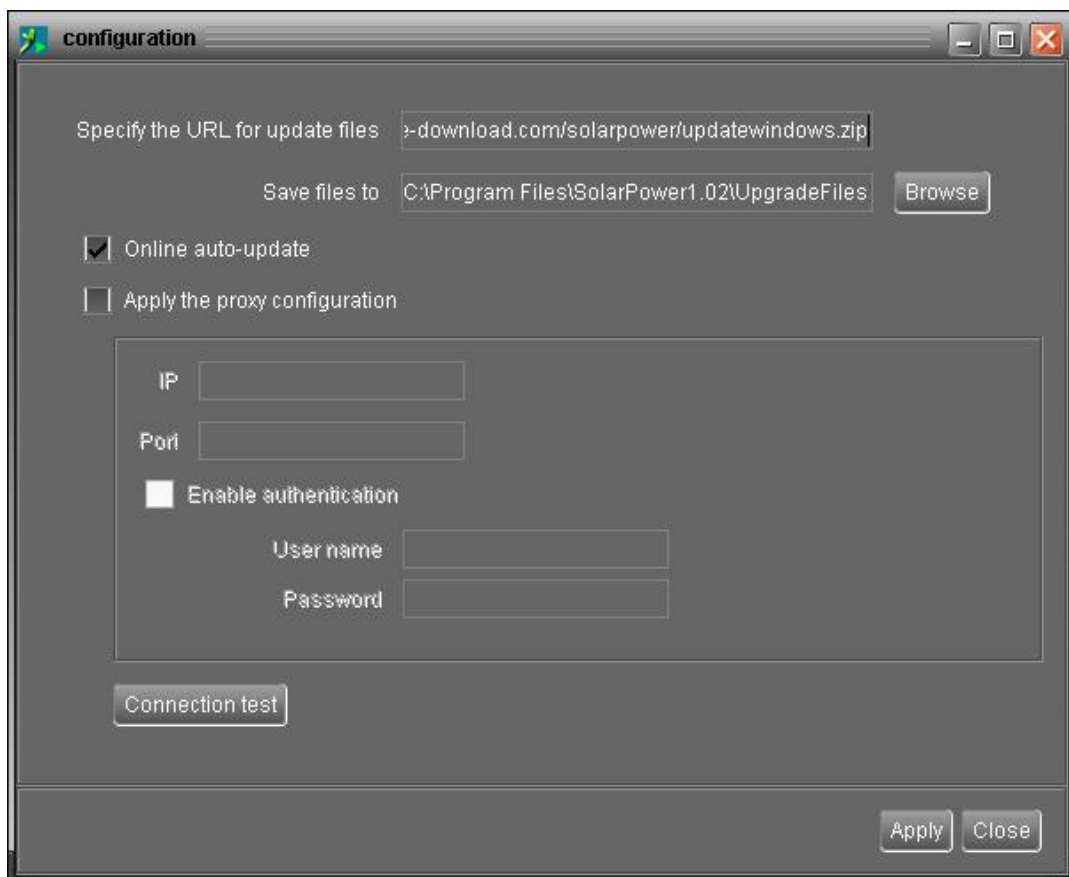 configuration
Specify the URL for update files
e-download.com/solarpower/updatewindows.zip
Save files to
C:\Program Files\SolarPower1.02\UpgradeFiles
Browse
Online auto-update
Apply the proxy configuration
IP
Port
Enable authentication
User name
Password
Connection test
Apply
Close